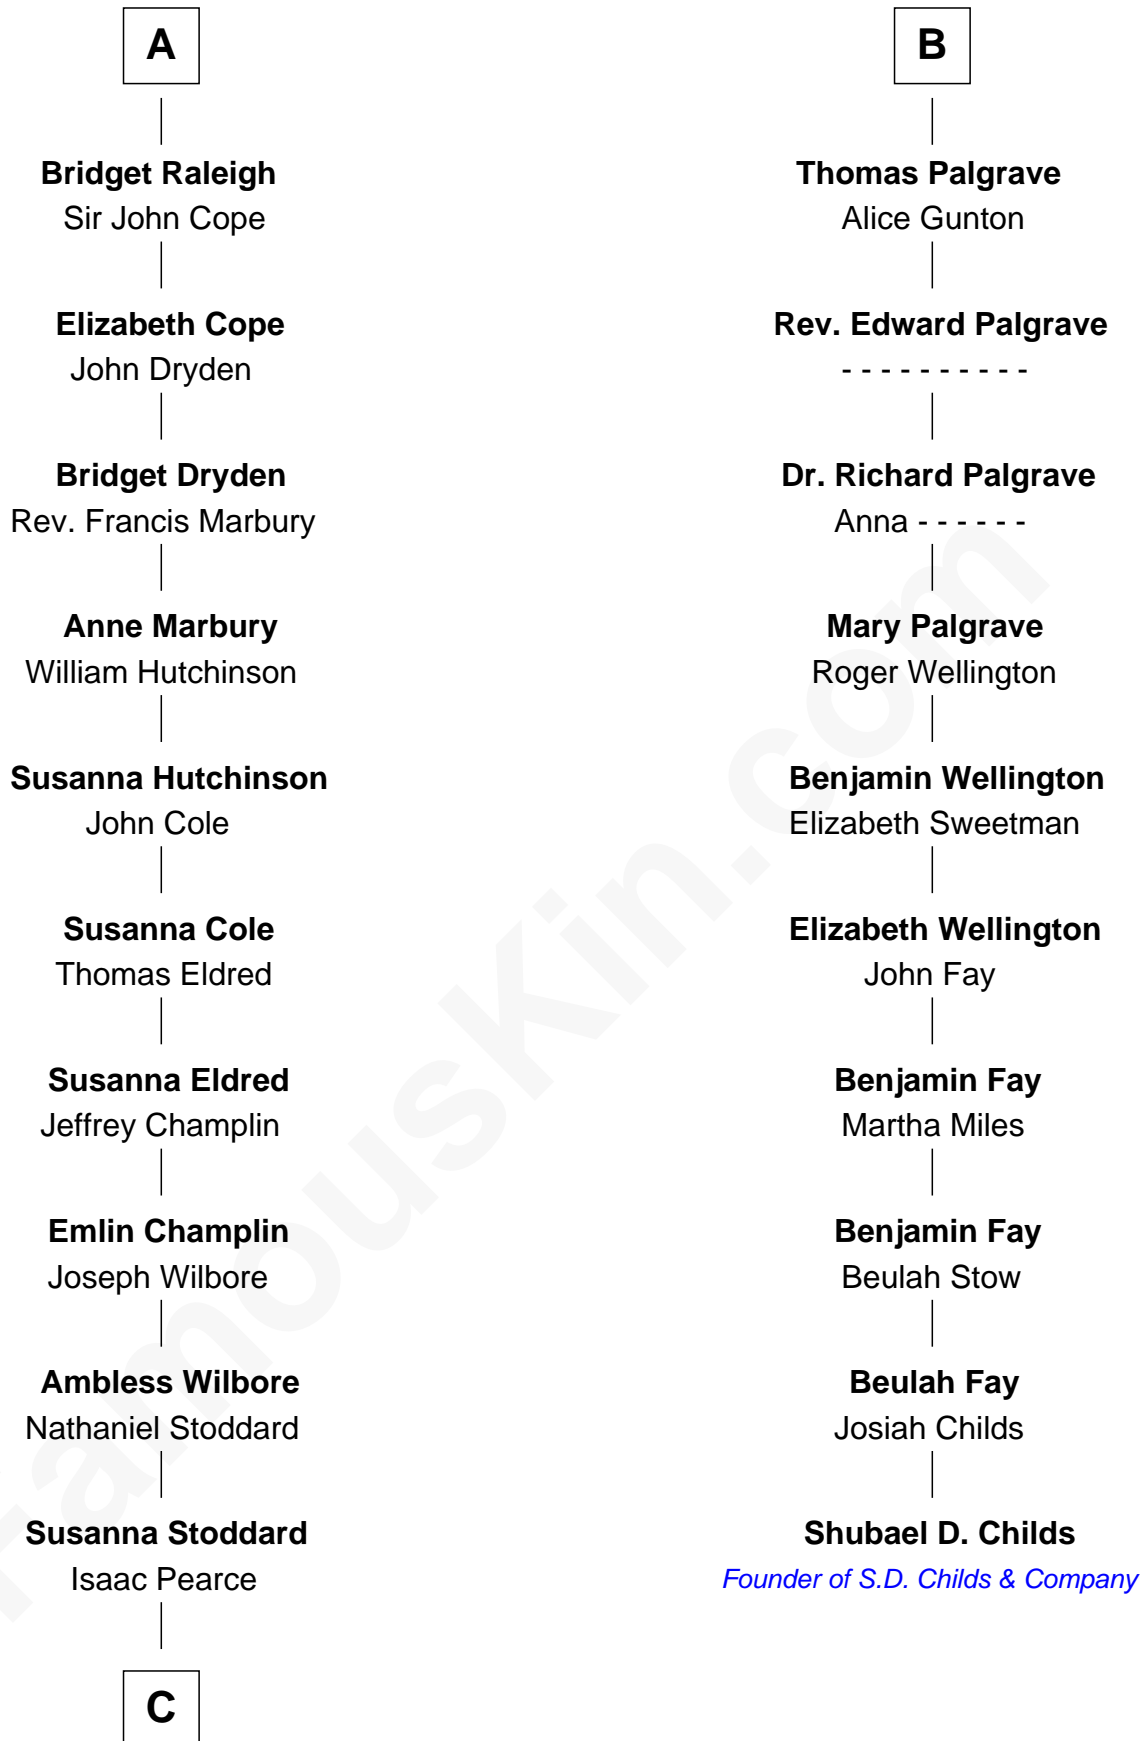 A
Bridget Raleigh
Sir John Cope
Elizabeth Cope
John Dryden
Bridget Dryden
Rev. Francis Marbury
Anne Marbury
William Hutchinson
Susanna Hutchinson
John Cole
Susanna Cole
Thomas Eldred
Susanna Eldred
Jeffrey Champlin
Emlin Champlin
Joseph Wilbore
Ambless Wilbore
Nathaniel Stoddard
Susanna Stoddard
Isaac Pearce
C
B
Thomas Palgrave
Alice Gunton
Rev. Edward Palgrave
- - - - - - - - - -
Dr. Richard Palgrave
Anna - - - - - -
Mary Palgrave
Roger Wellington
Benjamin Wellington
Elizabeth Sweetman
Elizabeth Wellington
John Fay
Benjamin Fay
Martha Miles
Benjamin Fay
Beulah Stow
Beulah Fay
Josiah Childs
Shubael D. Childs
Founder of S.D. Childs & Company
FamousKin.com